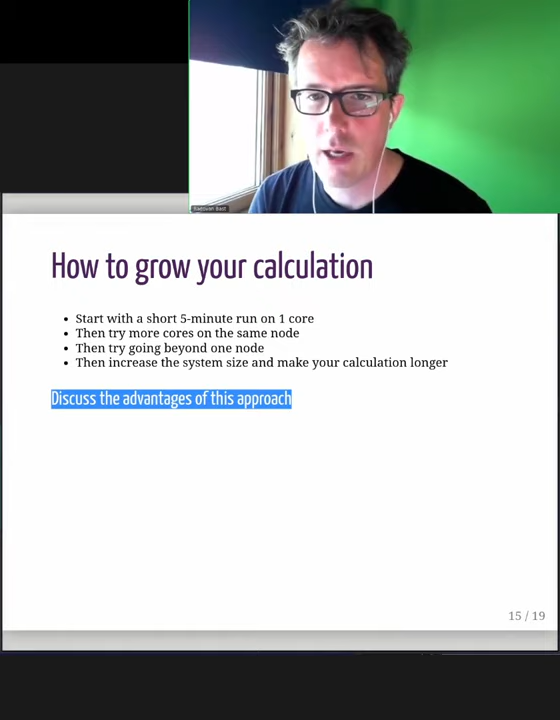 Radovan Bast
How to grow your calculation
Start with a short 5-minute run on 1 core
Then try more cores on the same node
Then try going beyond one node
Then increase the system size and make your calculation longer
Discuss the advantages of this approach
15 / 19